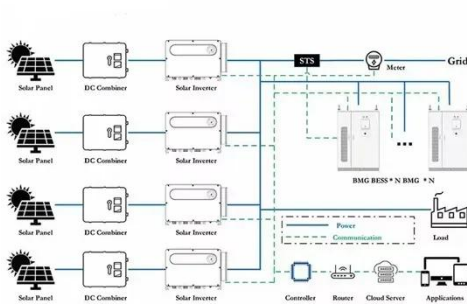 STS
Meter
Grid
Solar Panel
DC Combiner
Solar Inverter
Solar Panel
DC Combiner
Solar Inverter
BMG BESS * N BMG * N
Solar Panel
DC Combiner
Solar Inverter
Power
Communication
Load
Solar Panel
DC Combiner
Solar Inverter
Controller
Router
Cloud Server
Applications